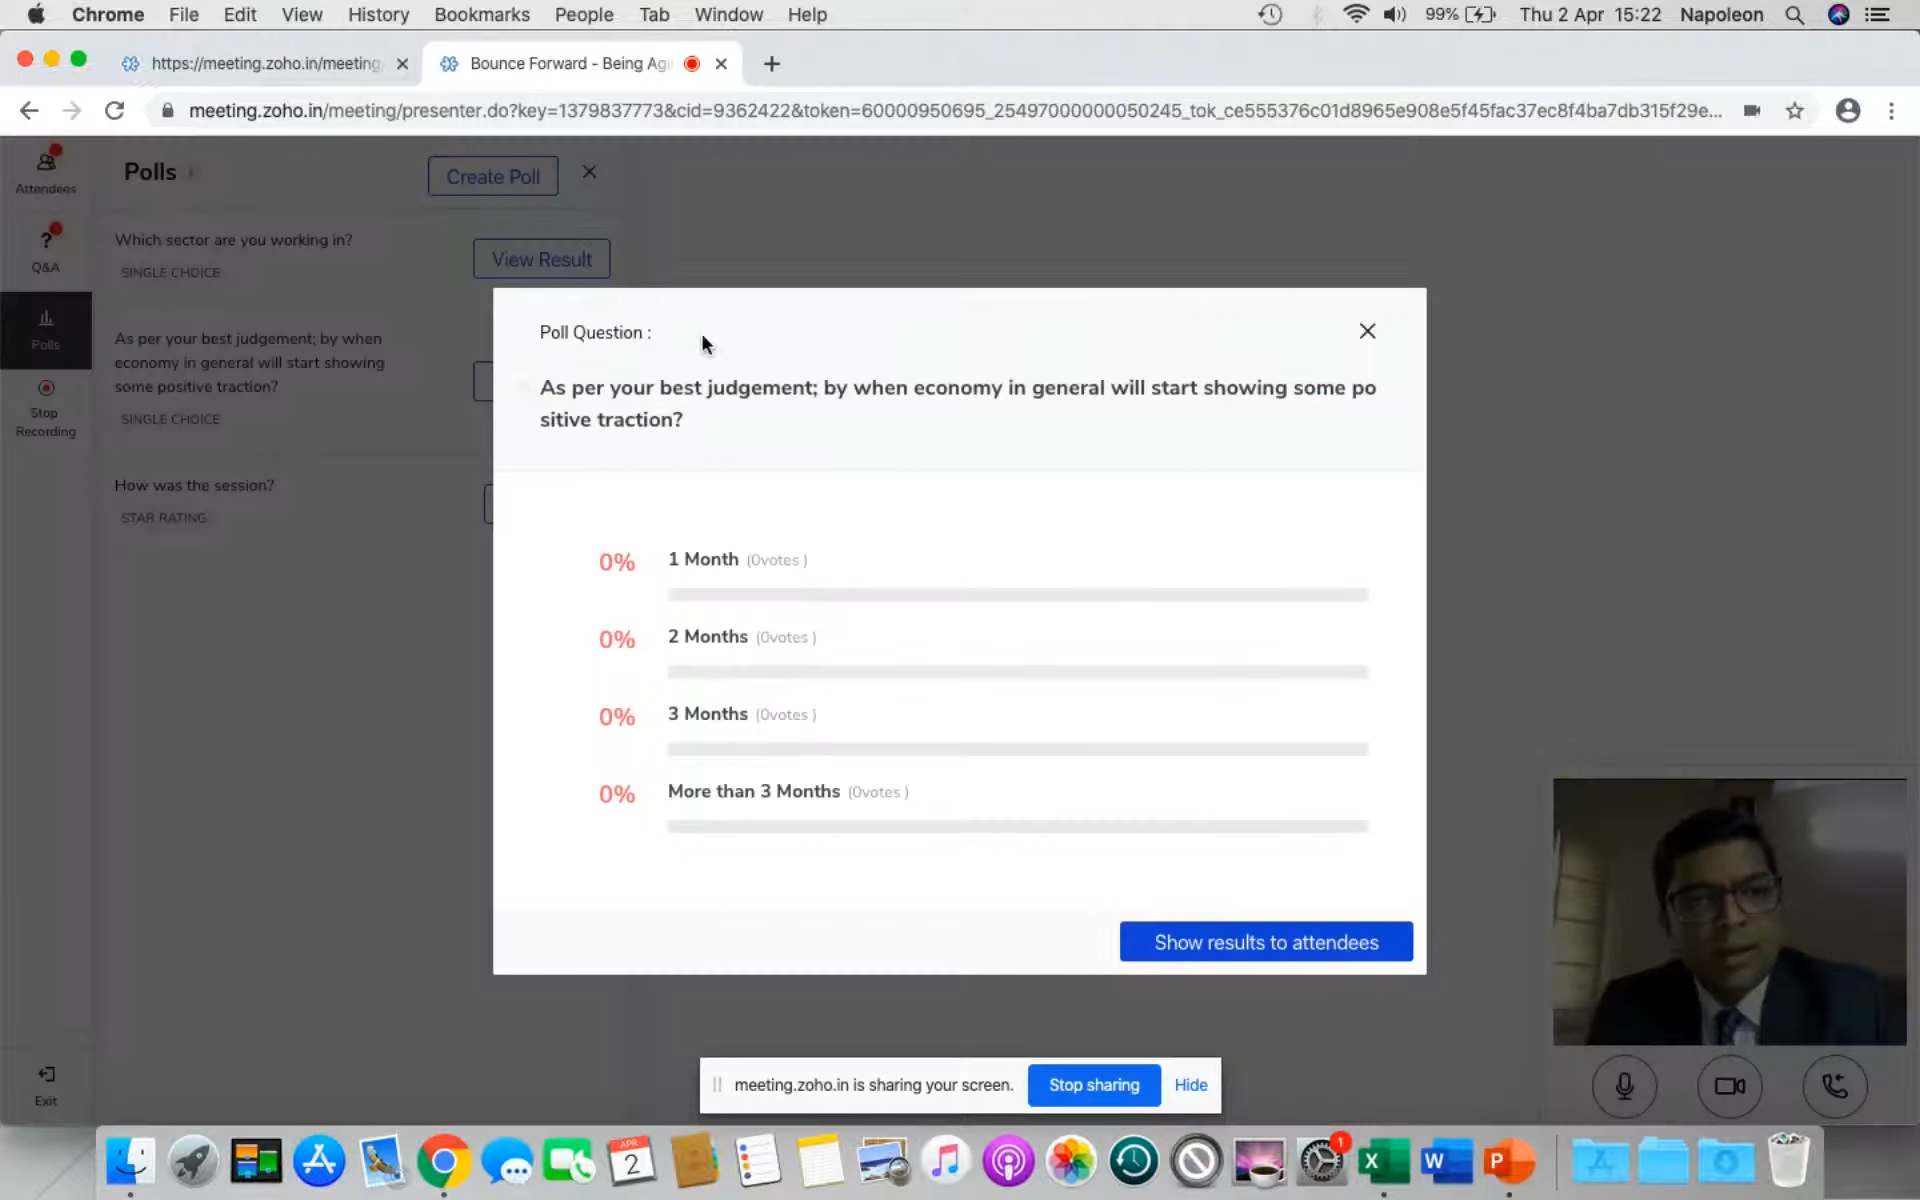 Chrome File Edit View History Bookmarks People Tab Window Help
99% Thu 2 Apr 15:22 Napoleon
https://meeting.zoho.in/meeting
Bounce Forward - Being Agi
meeting.zoho.in/meeting/presenter.do?key=1379837773&cid=9362422&token=60000950695_25497000000050245_tok_ce555376c01d8965e908e5f45fac37ec8f4ba7db315f29e...
Attendees
Q&A
Polls
Stop
Recording
Exit
Polls
Create Poll
Which sector are you working in?
SINGLE CHOICE
View Result
As per your best judgement; by when
economy in general will start showing
some positive traction?
SINGLE CHOICE
How was the session?
STAR RATING
Poll Question :
As per your best judgement; by when economy in general will start showing some po
sitive traction?
0% 1 Month (0votes )
0% 2 Months (0votes )
0% 3 Months (0votes )
0% More than 3 Months (0votes )
Show results to attendees
meeting.zoho.in is sharing your screen. Stop sharing Hide
APR
2
1
X
W
P